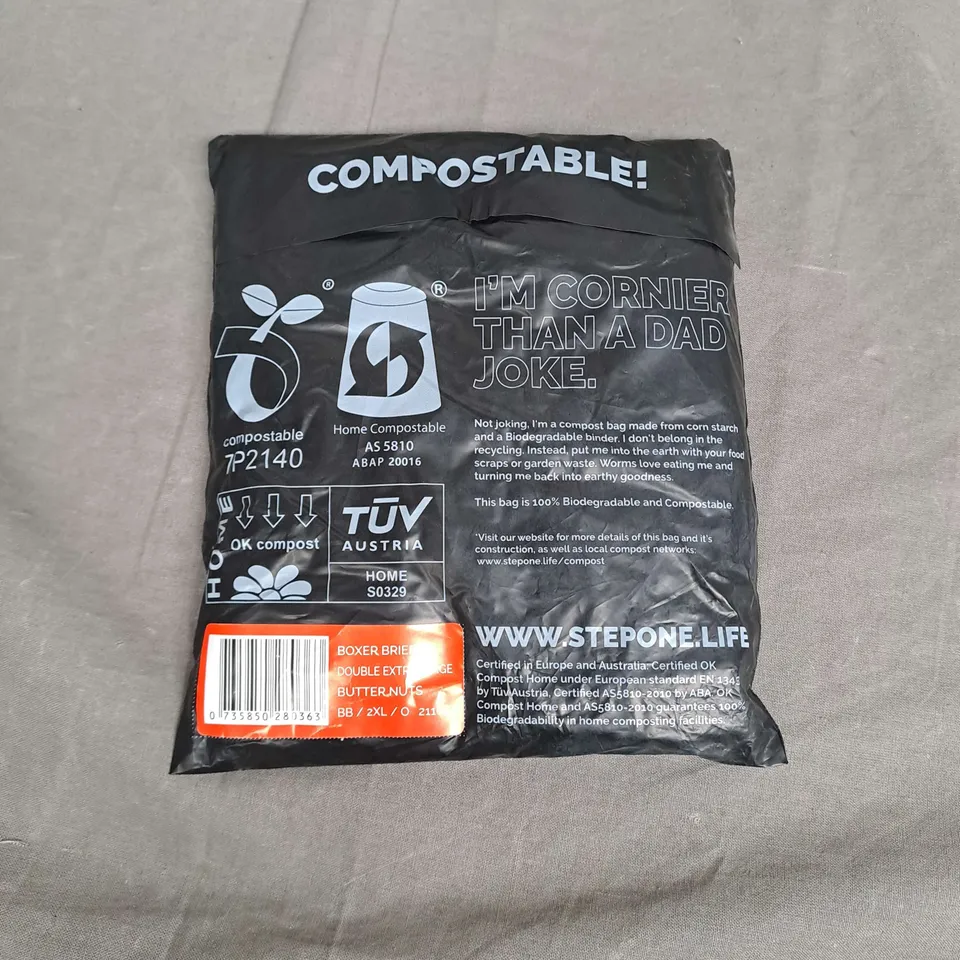 COMPOSTABLE!
®
compostable
7P2140
®
Home Compostable
AS 5810
ABAP 20016
HOME
OK compost
TÜV
AUSTRIA
HOME
S0329
I'M CORNIER
THAN A DAD
JOKE.
Not joking, I'm a compost bag made from corn starch
and a Biodegradable binder. I don't belong in the
recycling. Instead, put me into the earth with your food
scraps or garden waste. Worms love eating me and
turning me back into earthy goodness.
This bag is 100% Biodegradable and Compostable.
*Visit our website for more details of this bag and it's
construction, as well as local compost networks:
www.stepone.life/compost
WWW.STEPONE.LIFE
Certified in Europe and Australia: Certified OK
Compost Home under European standard EN
by Tüv Austria. Certified AS5810-2010 by ABA. OK
Compost Home and AS5810-2010 guarantees 100%
Biodegradability in home composting facilities.
BOXER
DOUBLE
BUTTER NUTS
BB / 2XL / O
0 735850 280363